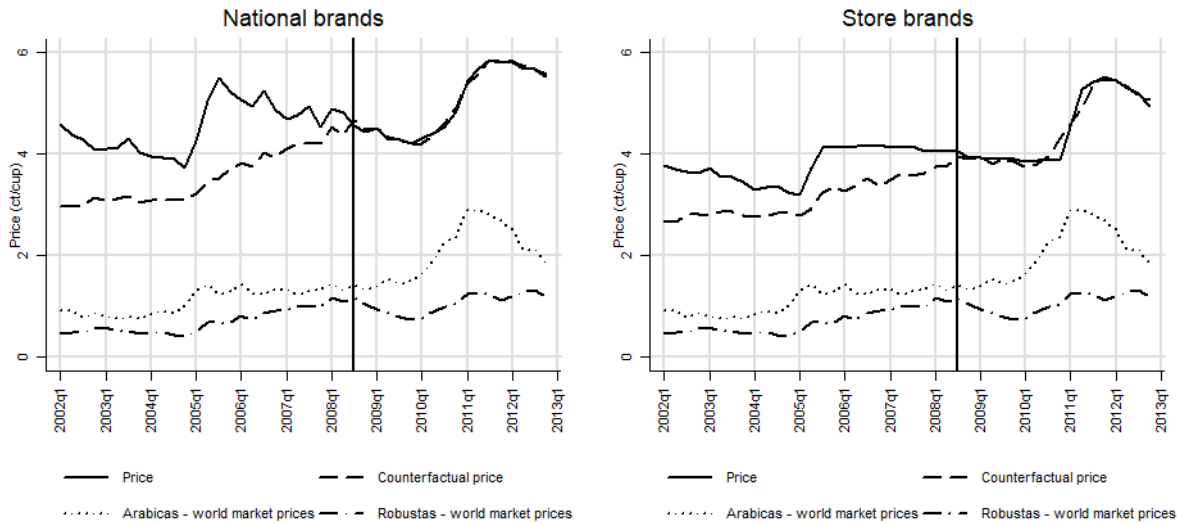 National brands
Price (ct/cup)
6
4
2
0
2002q1
2003q1
2004q1
2005q1
2006q1
2007q1
2008q1
2009q1
2010q1
2011q1
2012q1
2013q1
Price
Counterfactual price
Arabicas - world market prices
Robustas - world market prices
Store brands
Price (ct/cup)
6
4
2
0
2002q1
2003q1
2004q1
2005q1
2006q1
2007q1
2008q1
2009q1
2010q1
2011q1
2012q1
2013q1
Price
Counterfactual price
Arabicas - world market prices
Robustas - world market prices